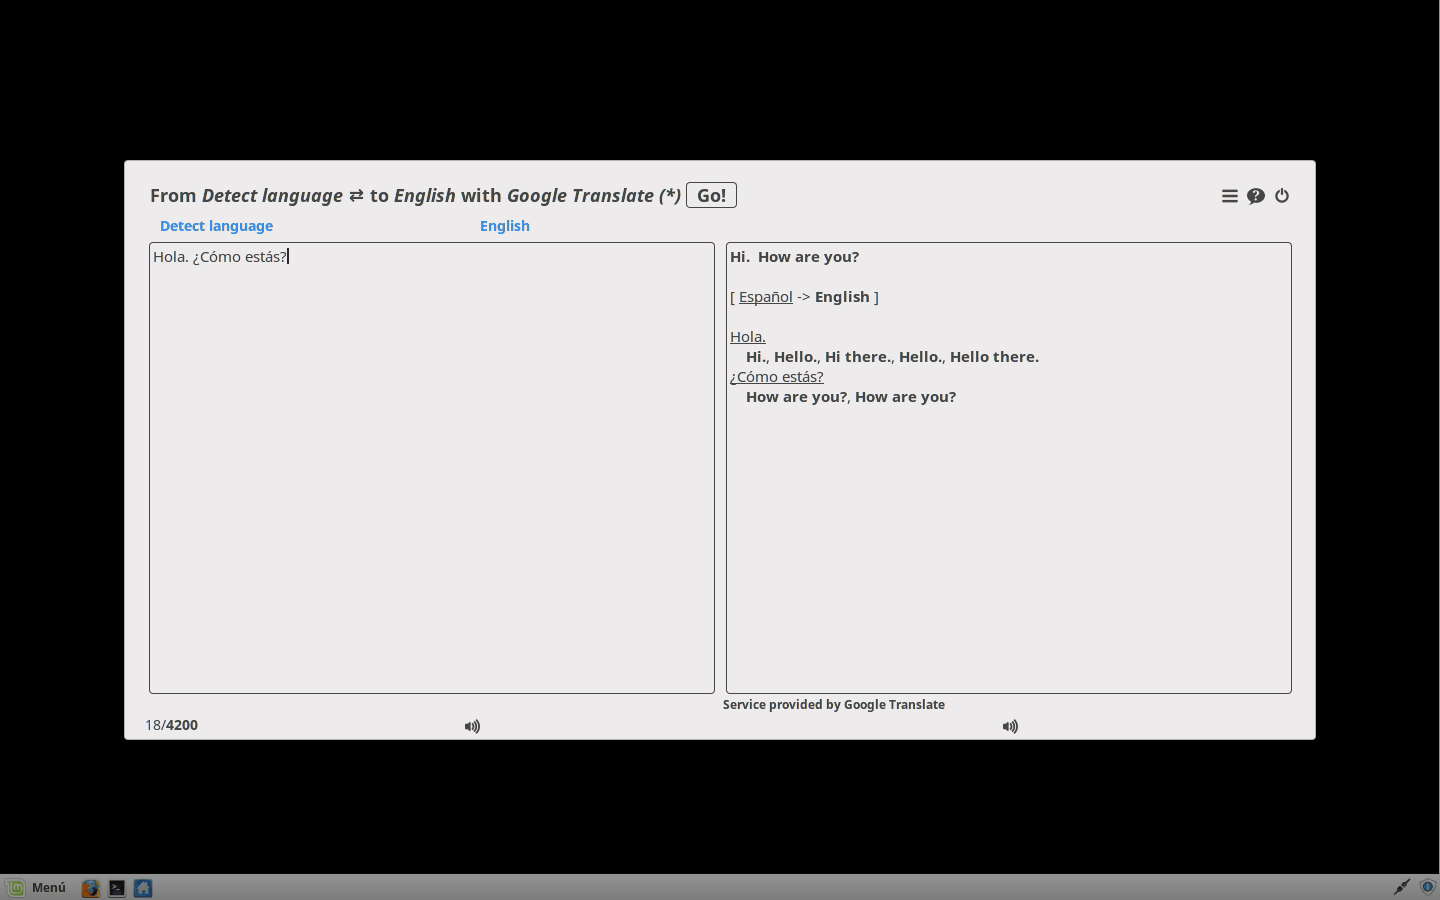 From Detect language ⇄ to English with Google Translate (*) Go!
Detect language English
Hola. ¿Cómo estás?
Hi.  How are you?
[ Español -> English ]
Hola.
Hi., Hello., Hi there., Hello., Hello there.
¿Cómo estás?
How are you?, How are you?
Service provided by Google Translate
18/4200
Menú